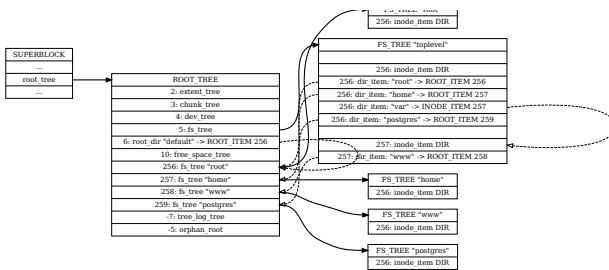 FS_TREE "root"
256: inode_item DIR
SUPERBLOCK
...
root_tree
...
ROOT_TREE
2: extent_tree
3: chunk_tree
4: dev_tree
5: fs_tree
6: root_dir "default" -> ROOT_ITEM 256
10: free_space_tree
256: fs_tree "root"
257: fs_tree "home"
258: fs_tree "www"
259: fs_tree "postgres"
-7: tree_log_tree
-5: orphan_root
FS_TREE "toplevel"
256: inode_item DIR
256: dir_item: "root" -> ROOT_ITEM 256
256: dir_item: "home" -> ROOT_ITEM 257
256: dir_item: "var" -> INODE_ITEM 257
256: dir_item: "postgres" -> ROOT_ITEM 259
257: inode_item DIR
257: dir_item: "www" -> ROOT_ITEM 258
FS_TREE "home"
256: inode_item DIR
FS_TREE "www"
256: inode_item DIR
FS_TREE "postgres"
256: inode_item DIR